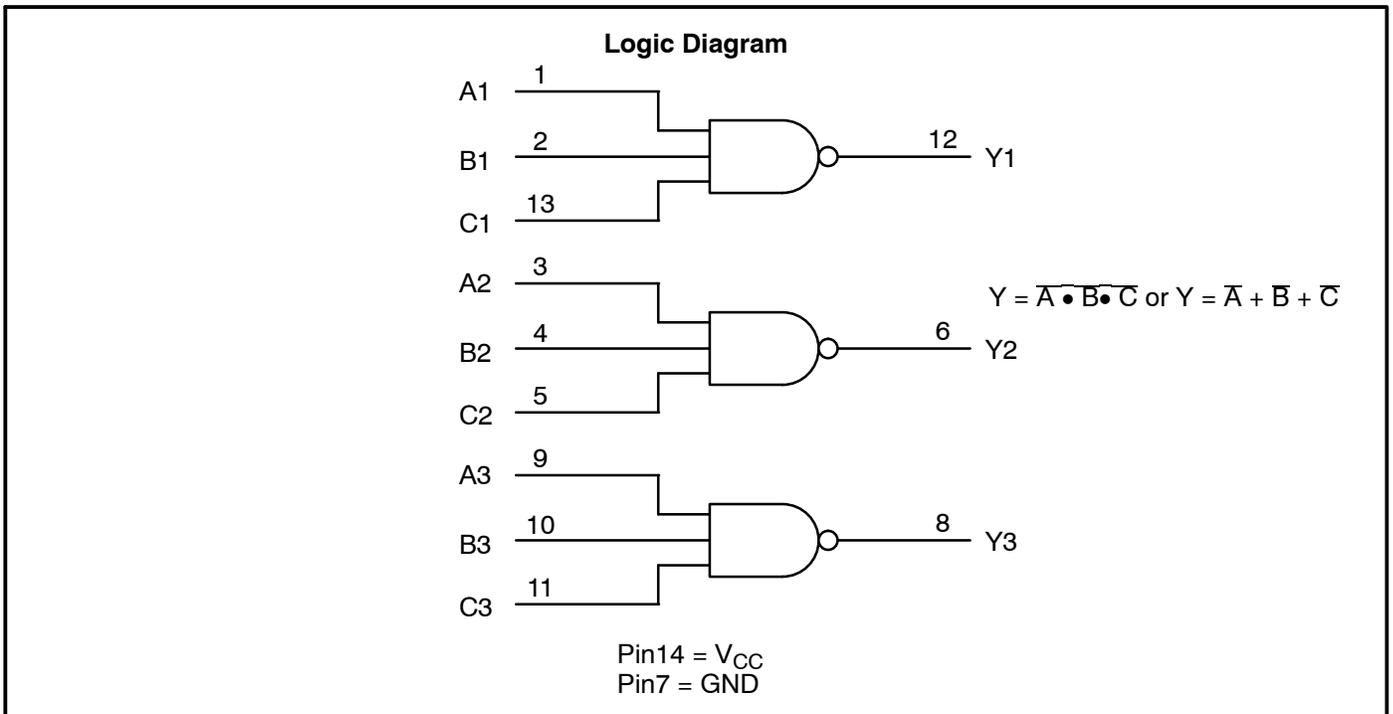 Logic Diagram
A1 1
B1 2
12 Y1
C1 13
A2 3
Y = A̅ ̅•̅ ̅B̅•̅ ̅C̅ or Y = A̅ + B̅ + C̅
B2 4
6 Y2
C2 5
A3 9
B3 10
8 Y3
C3 11
Pin14 = VCC
Pin7 = GND